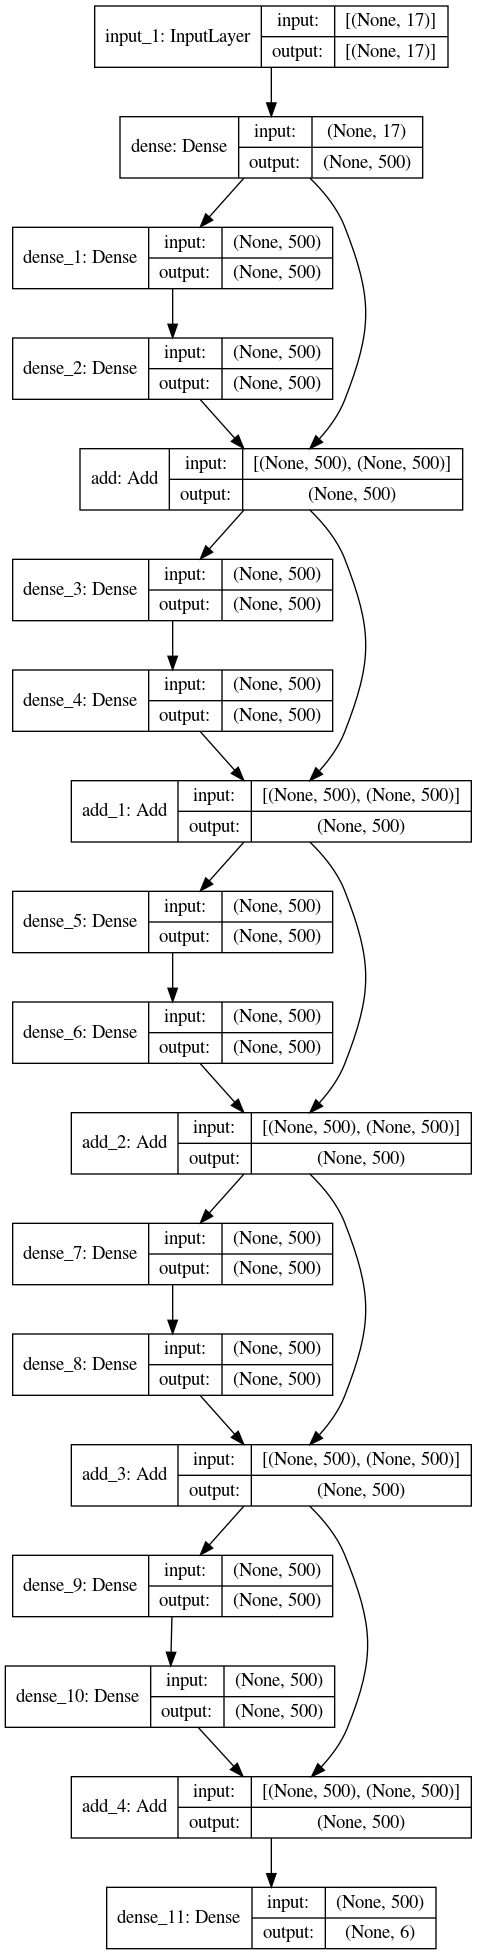 input_1: InputLayer
input: [(None, 17)]
output: [(None, 17)]
dense: Dense
input: (None, 17)
output: (None, 500)
dense_1: Dense
input: (None, 500)
output: (None, 500)
dense_2: Dense
input: (None, 500)
output: (None, 500)
add: Add
input: [(None, 500), (None, 500)]
output: (None, 500)
dense_3: Dense
input: (None, 500)
output: (None, 500)
dense_4: Dense
input: (None, 500)
output: (None, 500)
add_1: Add
input: [(None, 500), (None, 500)]
output: (None, 500)
dense_5: Dense
input: (None, 500)
output: (None, 500)
dense_6: Dense
input: (None, 500)
output: (None, 500)
add_2: Add
input: [(None, 500), (None, 500)]
output: (None, 500)
dense_7: Dense
input: (None, 500)
output: (None, 500)
dense_8: Dense
input: (None, 500)
output: (None, 500)
add_3: Add
input: [(None, 500), (None, 500)]
output: (None, 500)
dense_9: Dense
input: (None, 500)
output: (None, 500)
dense_10: Dense
input: (None, 500)
output: (None, 500)
add_4: Add
input: [(None, 500), (None, 500)]
output: (None, 500)
dense_11: Dense
input: (None, 500)
output: (None, 6)